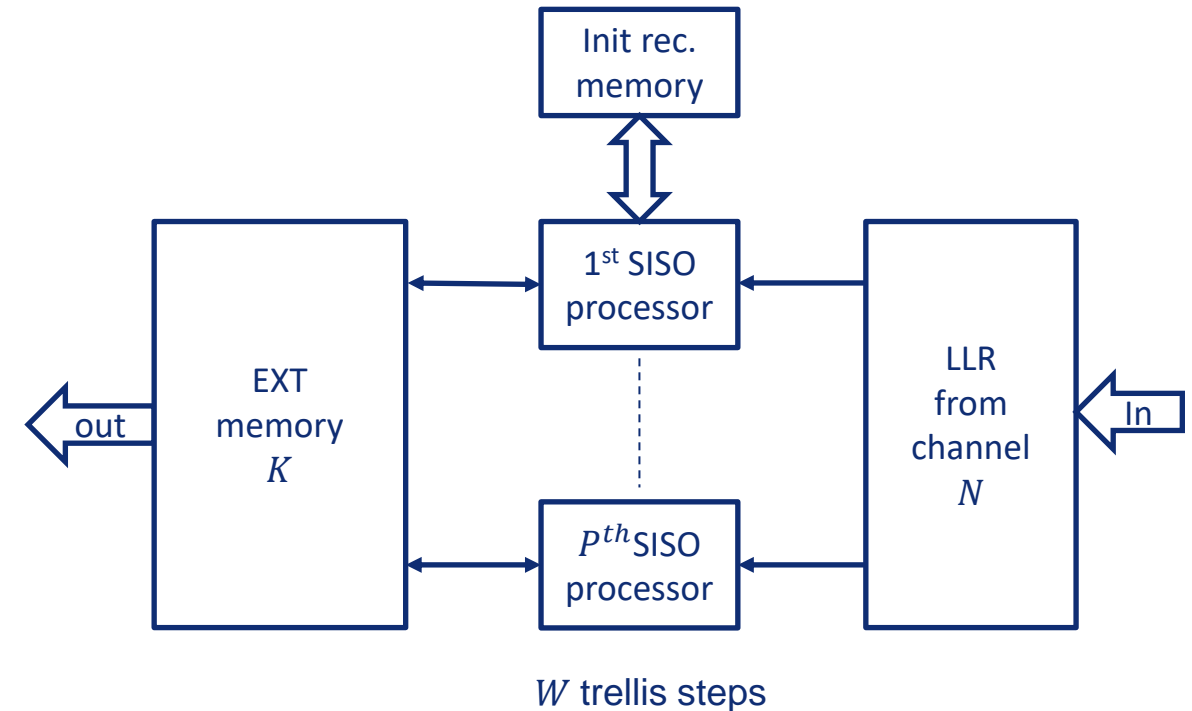 Init rec.
memory
1st SISO
processor
EXT
memory
K
out
LLR
from
channel
N
In
Pth SISO
processor
W trellis steps